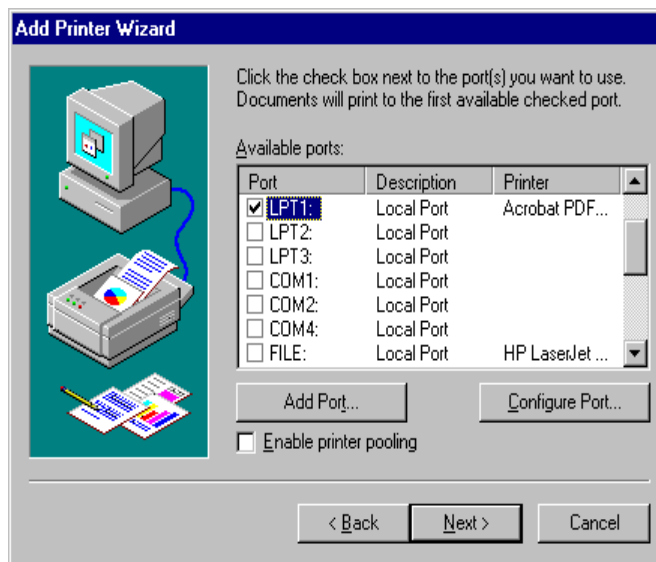 Add Printer Wizard
Click the check box next to the port(s) you want to use.
Documents will print to the first available checked port.
Available ports:
Port Description Printer
LPT1: Local Port Acrobat PDF...
LPT2: Local Port
LPT3: Local Port
COM1: Local Port
COM2: Local Port
COM4: Local Port
FILE: Local Port HP LaserJet ...
Add Port... Configure Port...
Enable printer pooling
< Back Next > Cancel